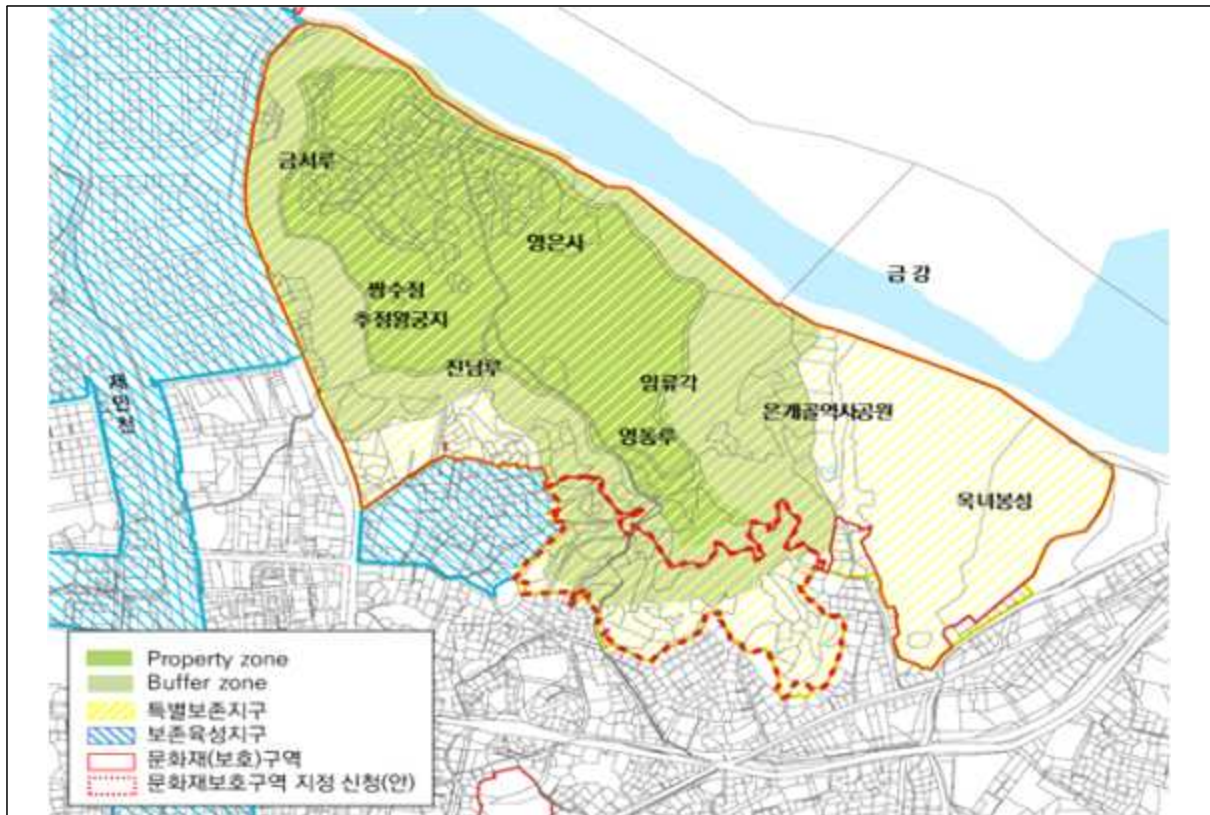 금서루
영은사
금 강
쌍수정
추정왕궁지
진남루
임류각
제민천
은개골역사공원
영동루
옥녀봉성
Property zone
Buffer zone
특별보존지구
보존육성지구
문화재(보호)구역
문화재보호구역 지정 신청(안)